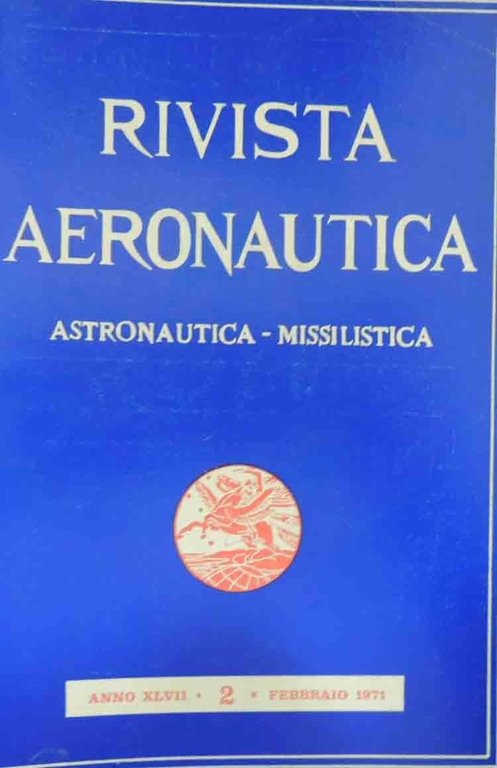 RIVISTA
AERONAUTICA
ASTRONAUTICA - MISSILISTICA
ANNO XLVII • 2 • FEBBRAIO 1971